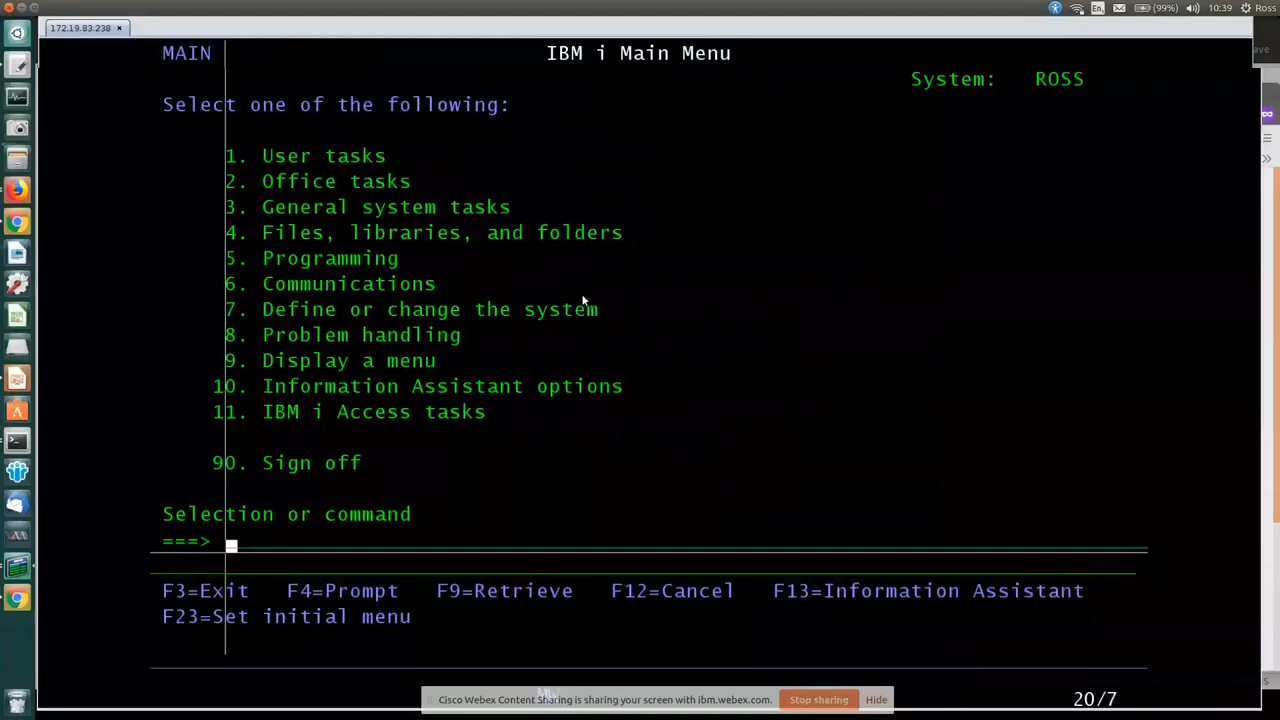 En
(99%)
10:39
Ross
172.19.83.238 ×
MAIN IBM i Main Menu
System: ROSS
Select one of the following:
1. User tasks
2. Office tasks
3. General system tasks
4. Files, libraries, and folders
5. Programming
6. Communications
7. Define or change the system
8. Problem handling
9. Display a menu
10. Information Assistant options
11. IBM i Access tasks
90. Sign off
Selection or command
===>
F3=Exit F4=Prompt F9=Retrieve F12=Cancel F13=Information Assistant
F23=Set initial menu
Cisco Webex Content Sharing is sharing your screen with ibm.webex.com. Stop sharing Hide
20/7